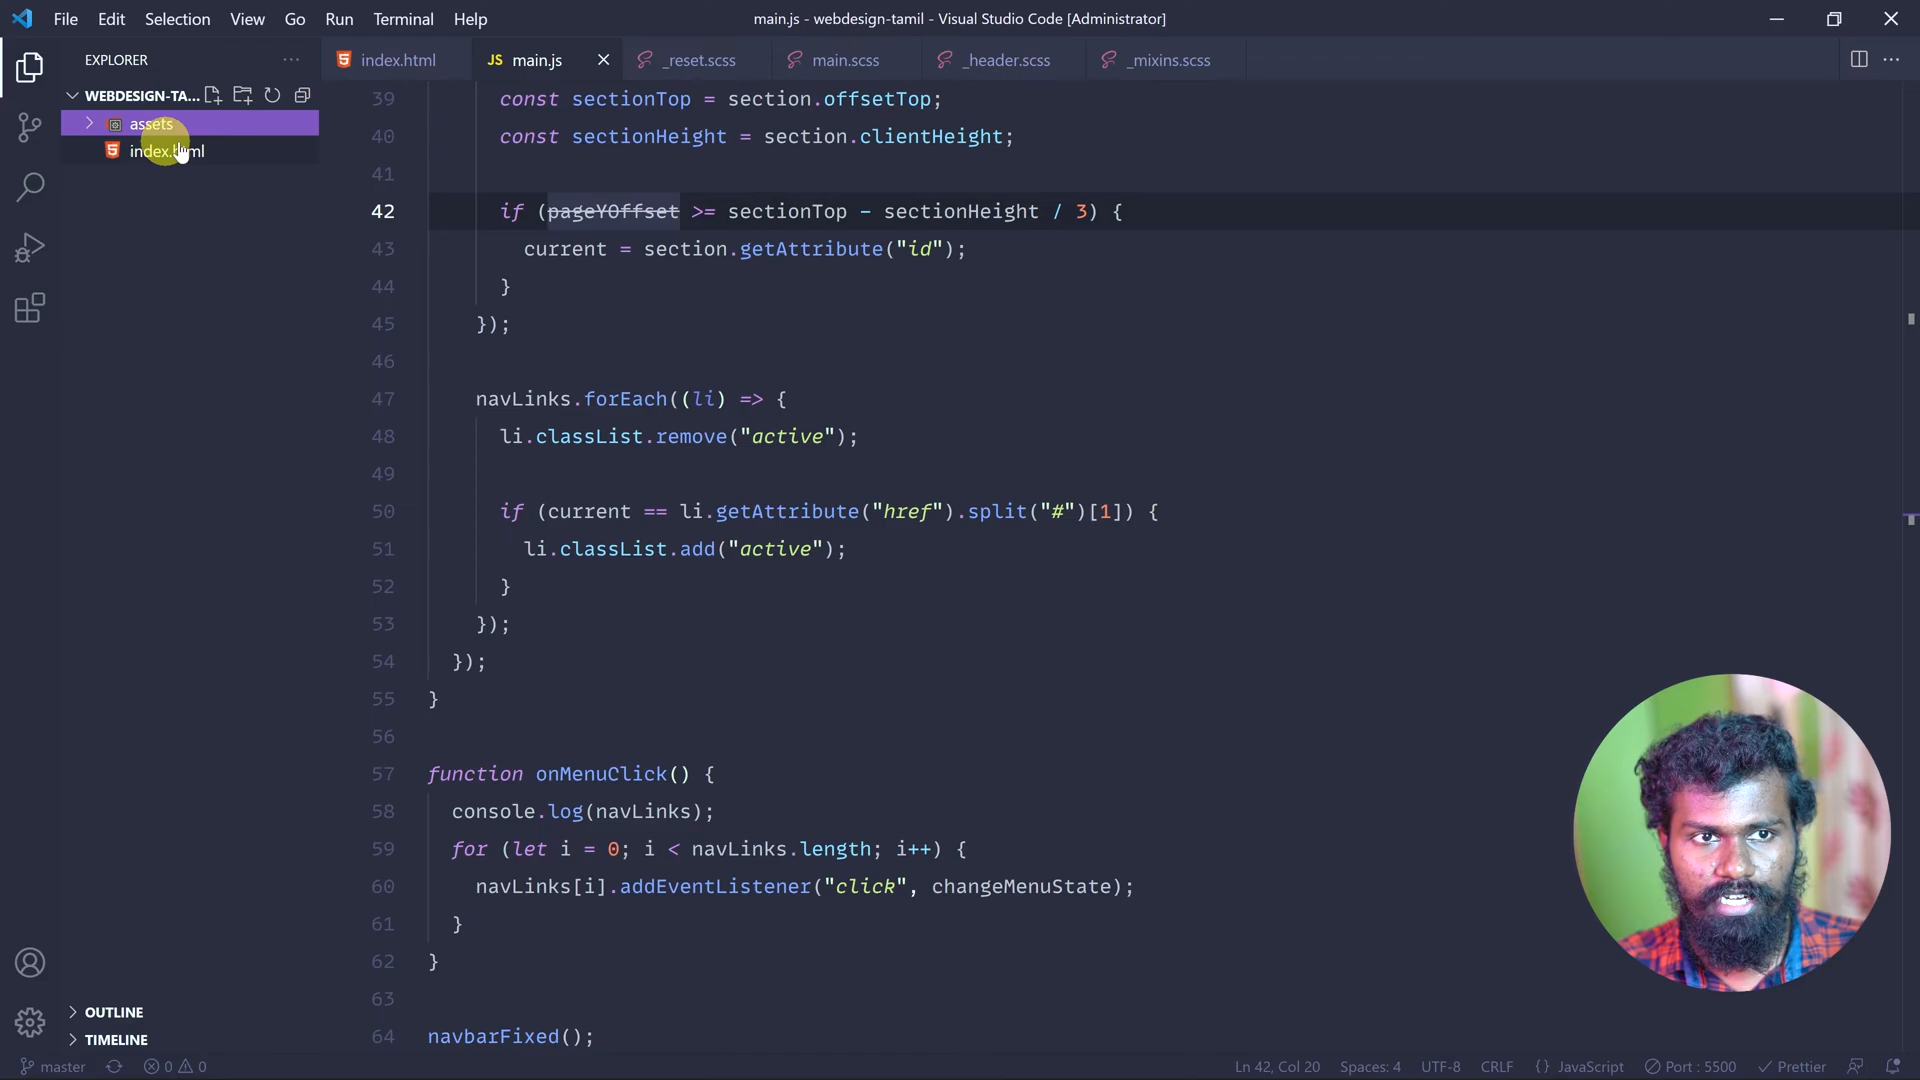 File Edit Selection View Go Run Terminal Help
main.js - webdesign-tamil - Visual Studio Code [Administrator]
EXPLORER
index.html
JS main.js
_reset.scss
main.scss
_header.scss
_mixins.scss
WEBDESIGN-TA...
assets
index.html
39 const sectionTop = section.offsetTop;
40 const sectionHeight = section.clientHeight;
41
42 if (pageYOffset >= sectionTop - sectionHeight / 3) {
43 current = section.getAttribute("id");
44 }
45 });
46
47 navLinks.forEach((li) => {
48 li.classList.remove("active");
49
50 if (current == li.getAttribute("href").split("#")[1]) {
51 li.classList.add("active");
52 }
53 });
54 });
55 }
56
57 function onMenuClick() {
58 console.log(navLinks);
59 for (let i = 0; i < navLinks.length; i++) {
60 navLinks[i].addEventListener("click", changeMenuState);
61 }
62 }
63
64 navbarFixed();
OUTLINE
TIMELINE
master 0 0 Ln 42, Col 20 Spaces: 4 UTF-8 CRLF {} JavaScript Port : 5500 Prettier